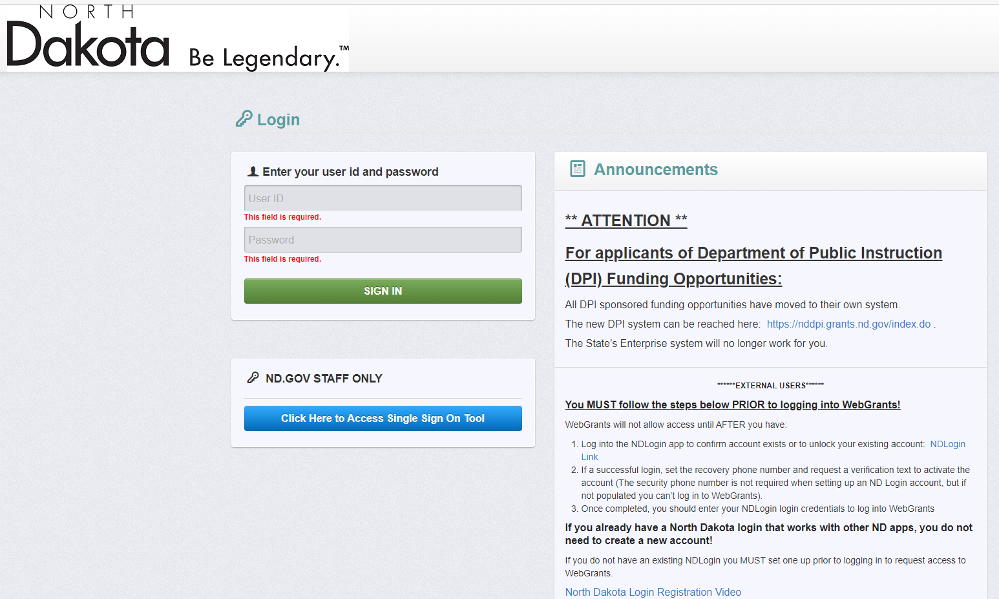 NORTH
Dakota Be Legendary.™
Login
Enter your user id and password
User ID
This field is required.
Password
This field is required.
SIGN IN
ND.GOV STAFF ONLY
Click Here to Access Single Sign On Tool
Announcements
** ATTENTION **
For applicants of Department of Public Instruction
(DPI) Funding Opportunities:
All DPI sponsored funding opportunities have moved to their own system.
The new DPI system can be reached here: https://nddpi.grants.nd.gov/index.do .
The State’s Enterprise system will no longer work for you.
******EXTERNAL USERS******
You MUST follow the steps below PRIOR to logging into WebGrants!
WebGrants will not allow access until AFTER you have:
1. Log into the NDLogin app to confirm account exists or to unlock your existing account: NDLogin
Link
2. If a successful login, set the recovery phone number and request a verification text to activate the
account (The security phone number is not required when setting up an ND Login account, but if
not populated you can’t log in to WebGrants).
3. Once completed, you should enter your NDLogin login credentials to log into WebGrants
If you already have a North Dakota login that works with other ND apps, you do not
need to create a new account!
If you do not have an existing NDLogin you MUST set one up prior to logging in to request access to
WebGrants.
North Dakota Login Registration Video